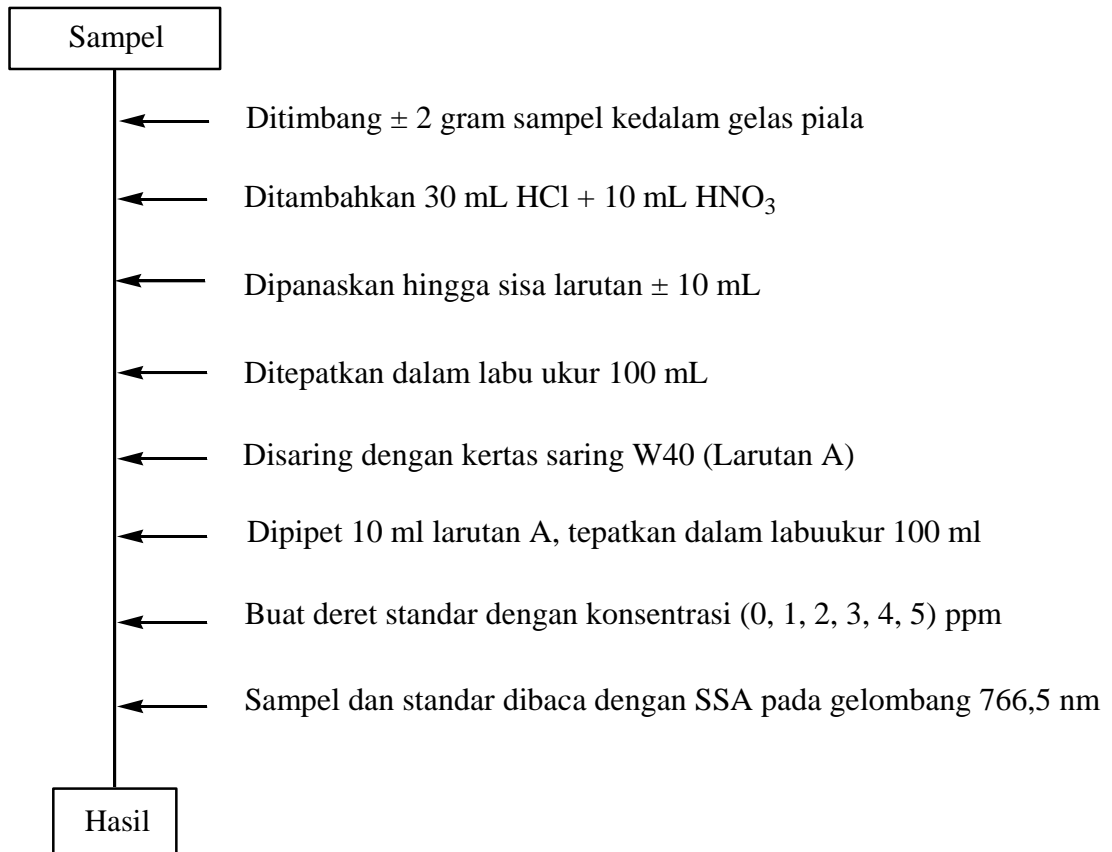 Sampel
Ditimbang ± 2 gram sampel kedalam gelas piala
Ditambahkan 30 mL HCl + 10 mL HNO₃
Dipanaskan hingga sisa larutan ± 10 mL
Ditepatkan dalam labu ukur 100 mL
Disaring dengan kertas saring W40 (Larutan A)
Dipipet 10 ml larutan A, tepatkan dalam labuukur 100 ml
Buat deret standar dengan konsentrasi (0, 1, 2, 3, 4, 5) ppm
Sampel dan standar dibaca dengan SSA pada gelombang 766,5 nm
Hasil